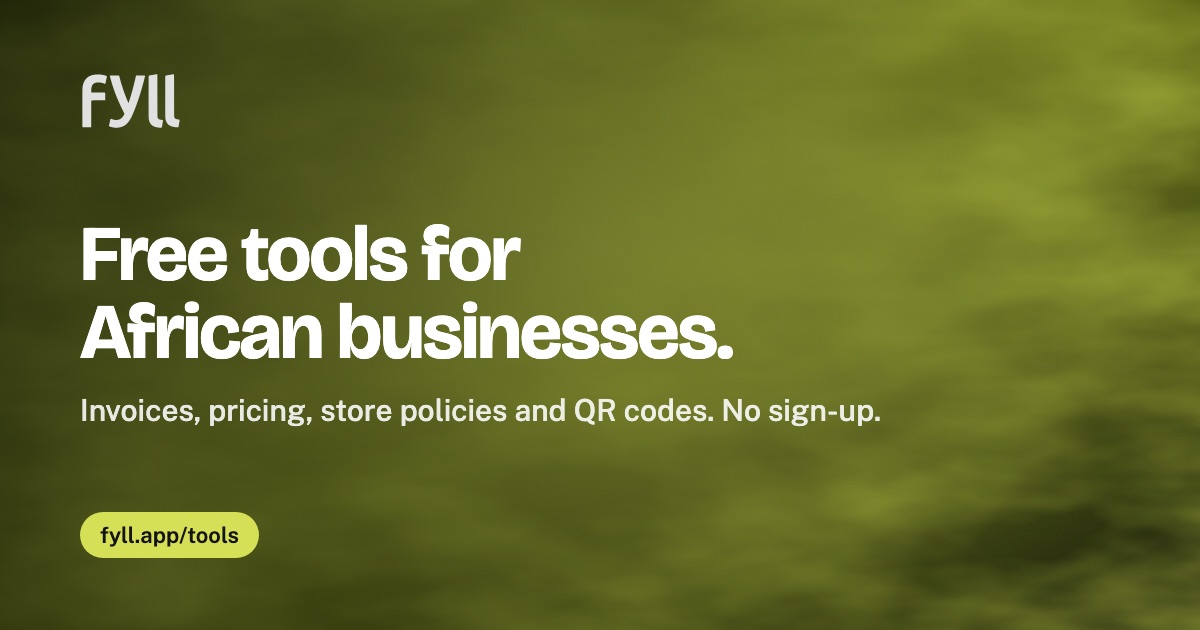 fyll
Free tools for
African businesses.
Invoices, pricing, store policies and QR codes. No sign-up.
fyll.app/tools